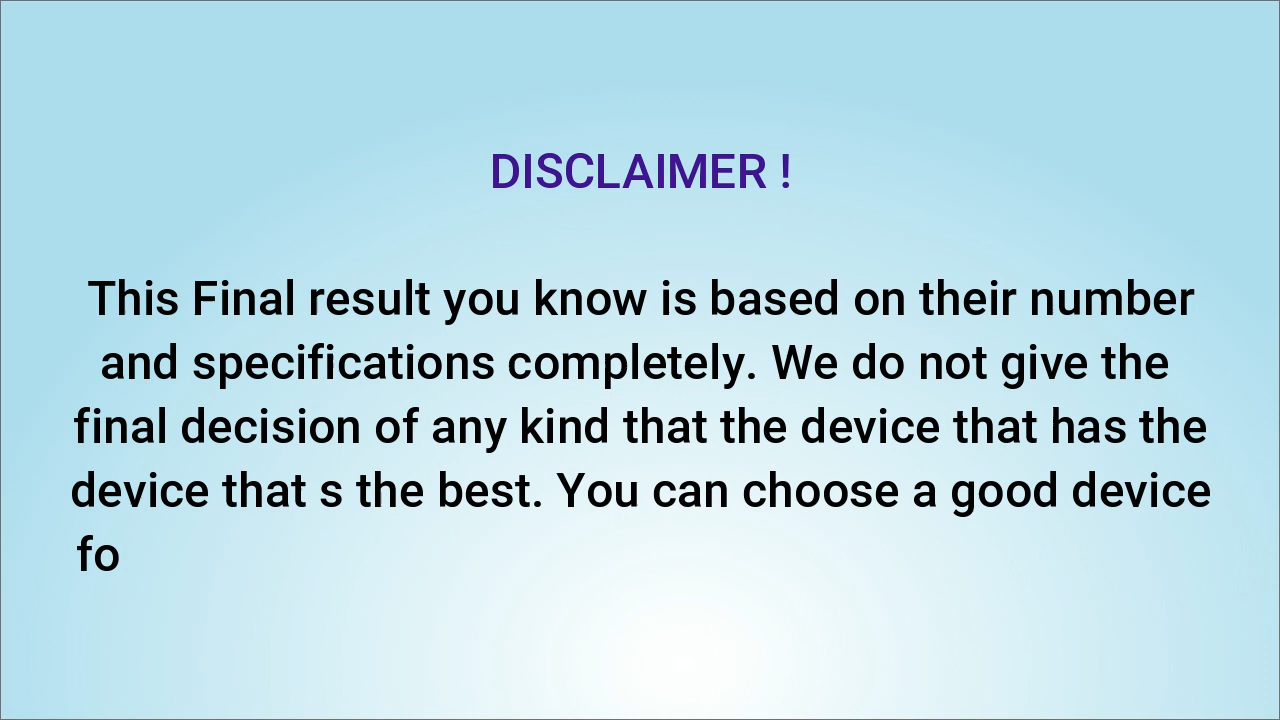 DISCLAIMER !
This Final result you know is based on their number
and specifications completely. We do not give the
final decision of any kind that the device that has the
device that s the best. You can choose a good device
fo